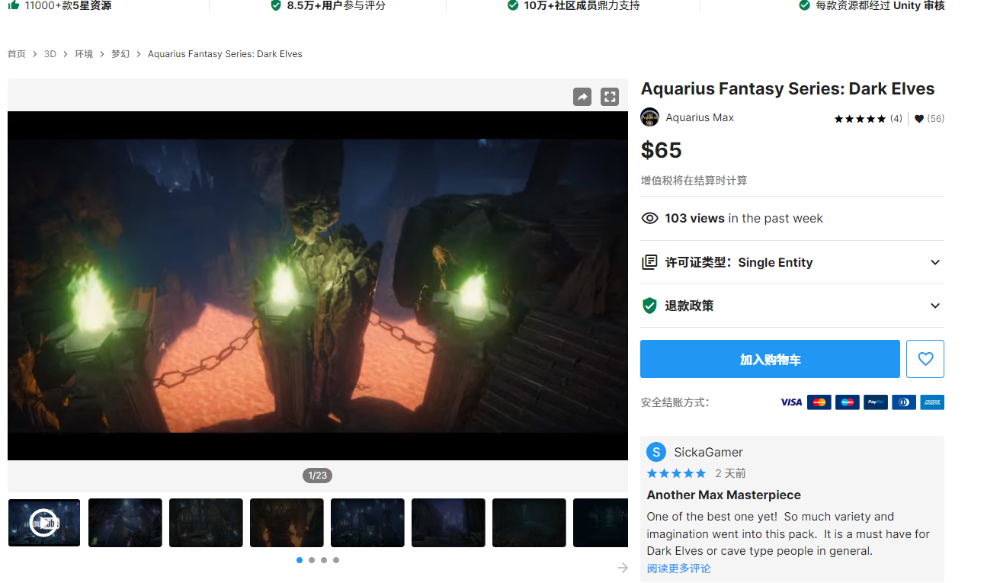 11000+款5星资源
8.5万+用户参与评分
10万+社区成员鼎力支持
每款资源都经过 Unity 审核
首页 > 3D > 环境 > 梦幻 > Aquarius Fantasy Series: Dark Elves
Aquarius Fantasy Series: Dark Elves
Aquarius Max
(4)
(56)
$65
增值税将在结算时计算
103 views in the past week
许可证类型：Single Entity
退款政策
加入购物车
安全结账方式：
VISA
PayPal
AMEX
1/23
S SickaGamer
2 天前
Another Max Masterpiece
One of the best one yet!  So much variety and
imagination went into this pack.  It is a must have for
Dark Elves or cave type people in general.
阅读更多评论